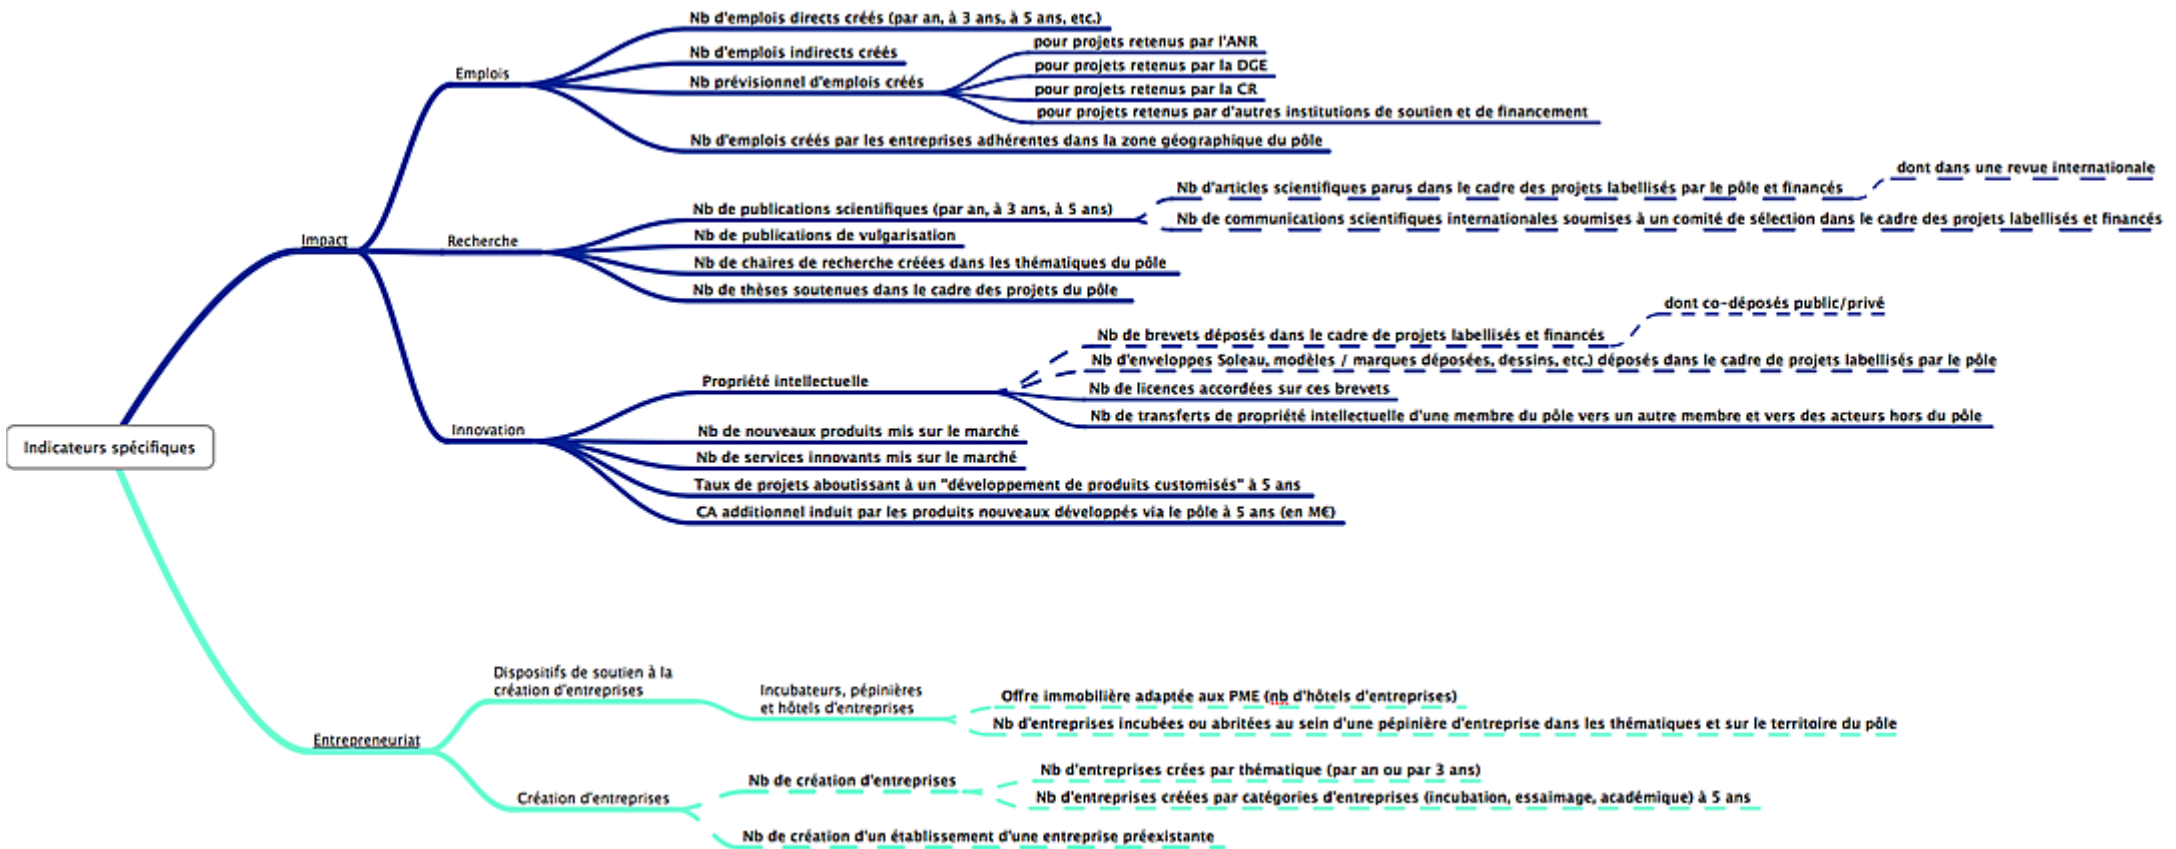 Nb d'emplois directs créés (par an, à 3 ans, à 5 ans, etc.)
Nb d'emplois indirects créés
pour projets retenus par l'ANR
Emplois
pour projets retenus par la DGE
Nb prévisionnel d'emplois créés
pour projets retenus par la CR
pour projets retenus par d'autres institutions de soutien et de financement
Nb d'emplois créés par les entreprises adhérentes dans la zone géographique du pôle
dont dans une revue internationale
Nb d'articles scientifiques parus dans le cadre des projets labellisés par le pôle et financés
Nb de publications scientifiques (par an, à 3 ans, à 5 ans)
Nb de communications scientifiques internationales soumises à un comité de sélection dans le cadre des projets labellisés et financés
Impact
Recherche
Nb de publications de vulgarisation
Nb de chaires de recherche créées dans les thématiques du pôle
Nb de thèses soutenues dans le cadre des projets du pôle
dont co-déposés public/privé
Nb de brevets déposés dans le cadre de projets labellisés et financés
Nb d'enveloppes Soleau, modèles / marques déposées, dessins, etc.) déposés dans le cadre de projets labellisés par le pôle
Propriété intellectuelle
Nb de licences accordées sur ces brevets
Nb de transferts de propriété intellectuelle d'une membre du pôle vers un autre membre et vers des acteurs hors du pôle
Innovation
Nb de nouveaux produits mis sur le marché
Indicateurs spécifiques
Nb de services innovants mis sur le marché
Taux de projets aboutissant à un "développement de produits customisés" à 5 ans
CA additionnel induit par les produits nouveaux développés via le pôle à 5 ans (en M€)
Dispositifs de soutien à la
création d'entreprises
Incubateurs, pépinières
et hôtels d'entreprises
Offre immobilière adaptée aux PME (nb d'hôtels d'entreprises)
Nb d'entreprises incubées ou abritées au sein d'une pépinière d'entreprise dans les thématiques et sur le territoire du pôle
Entrepreneuriat
Nb de création d'entreprises
Nb d'entreprises crées par thématique (par an ou par 3 ans)
Création d'entreprises
Nb d'entreprises créées par catégories d'entreprises (incubation, essaimage, académique) à 5 ans
Nb de création d'un établissement d'une entreprise préexistante